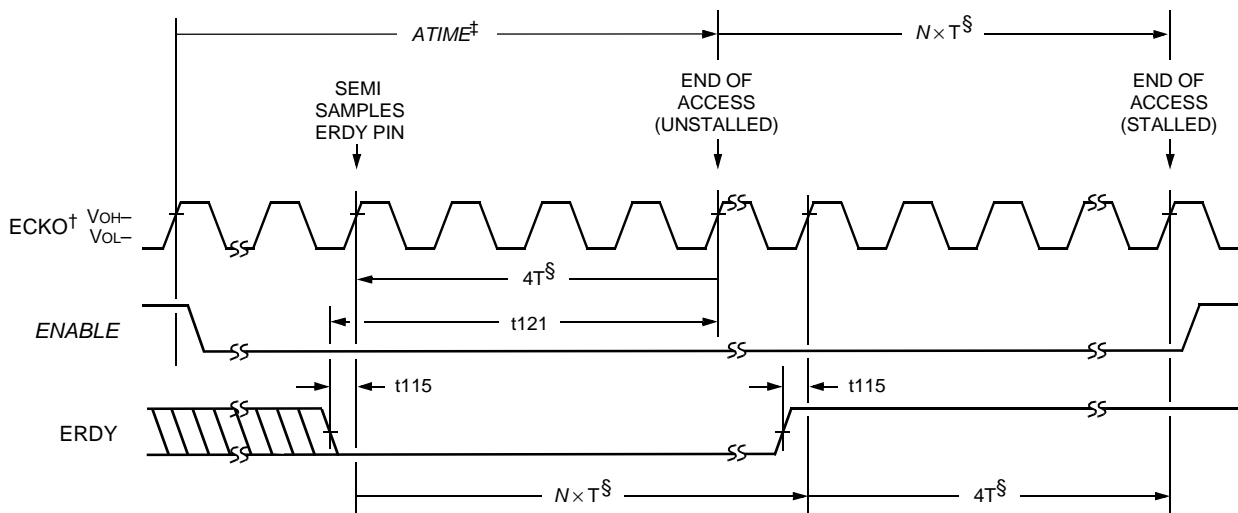 ATIME‡
N × T§
SEMI
SAMPLES
ERDY PIN
END OF
ACCESS
(UNSTALLED)
END OF
ACCESS
(STALLED)
ECKO† VOH–
VOL–
4T§
ENABLE
t121
t115
t115
ERDY
N × T§
4T§